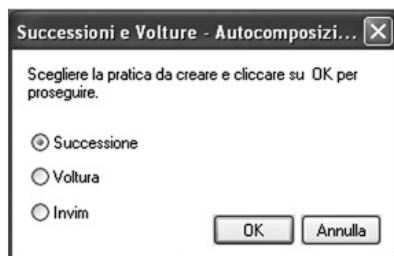 Successioni e Volture - Autocomposizi...
Scegliere la pratica da creare e cliccare su OK per
proseguire.
Successione
Voltura
Invim
OK Annulla